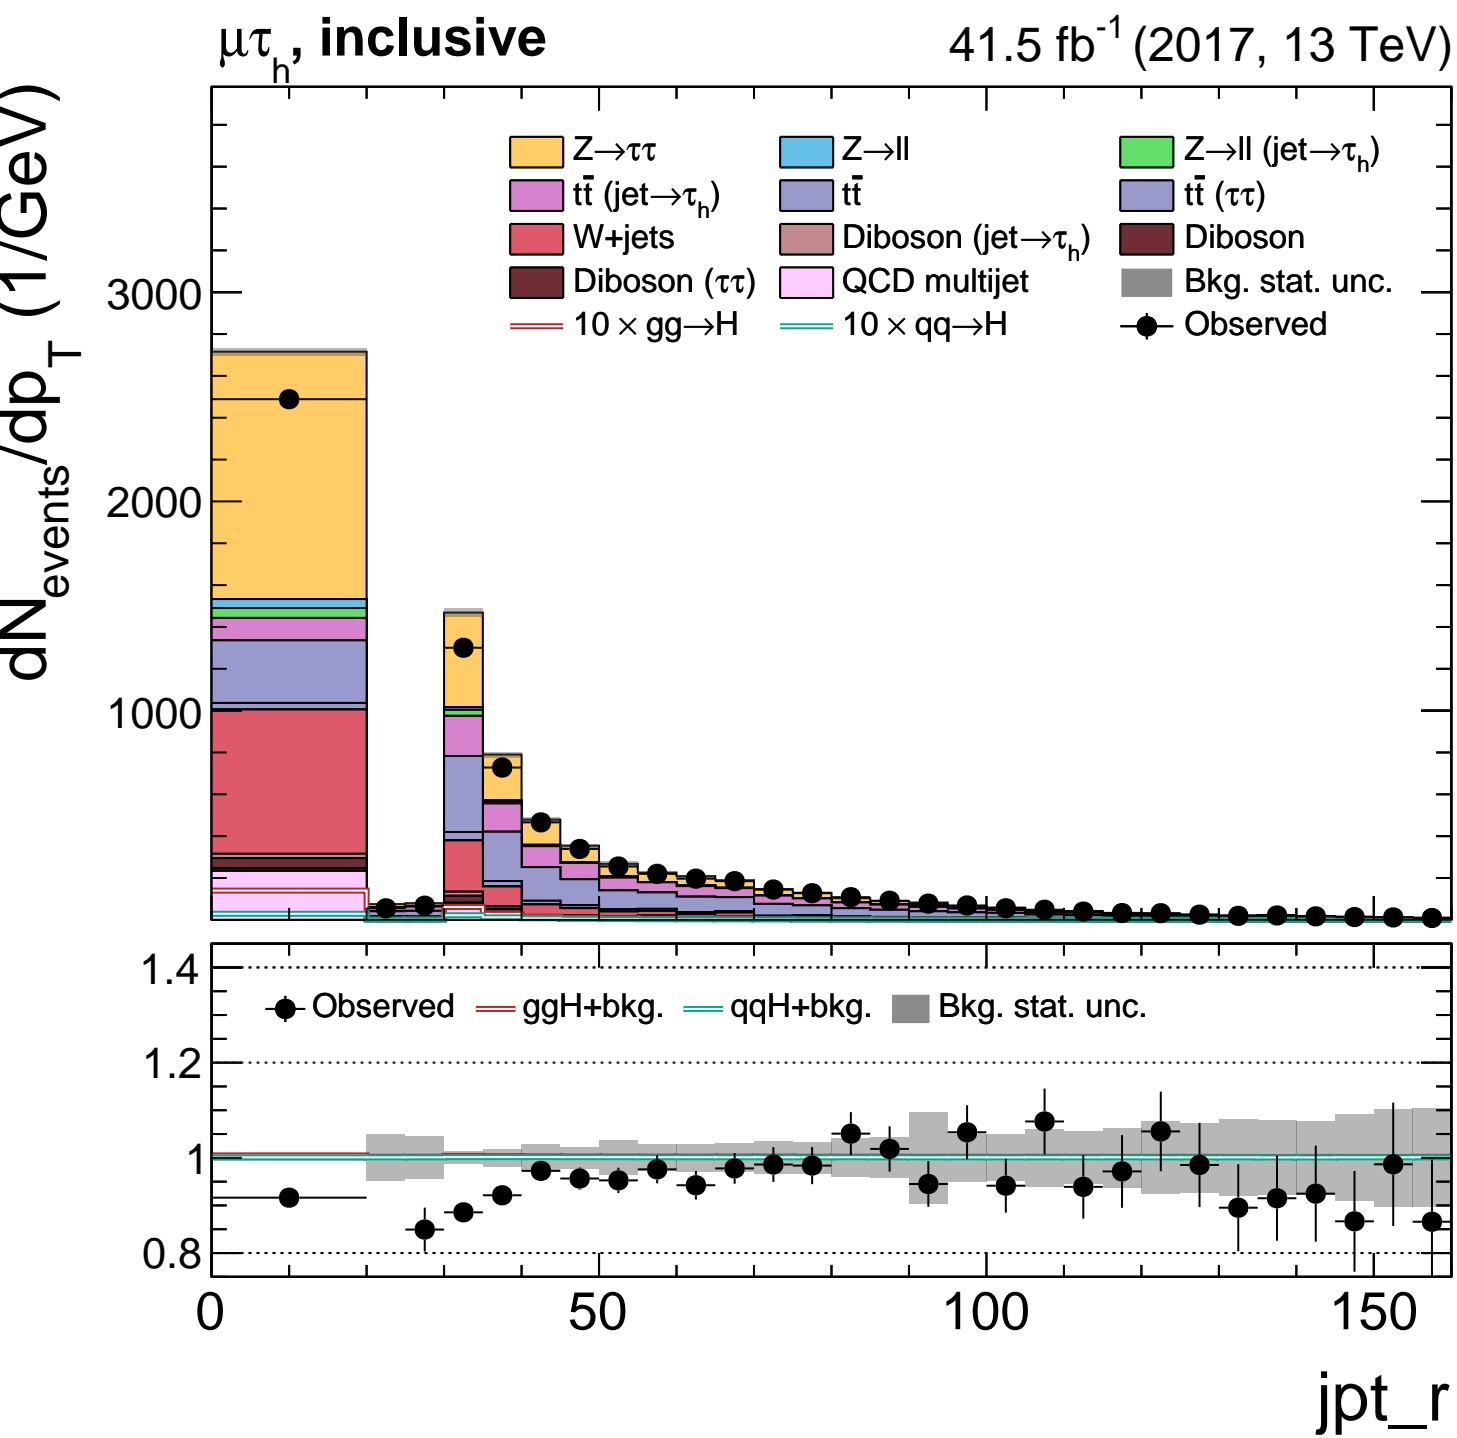 μτh, inclusive
41.5 fb-1 (2017, 13 TeV)
dNevents/dpT (1/GeV)
Z→ττ Z→ll Z→ll (jet→τh)
tt̄ (jet→τh) tt̄ tt̄ (ττ)
W+jets Diboson (jet→τh) Diboson
Diboson (ττ) QCD multijet Bkg. stat. unc.
10 × gg→H 10 × qq→H Observed
3000
2000
1000
1.4
Observed ggH+bkg. qqH+bkg. Bkg. stat. unc.
1.2
1
0.8
0 50 100 150
jpt_r